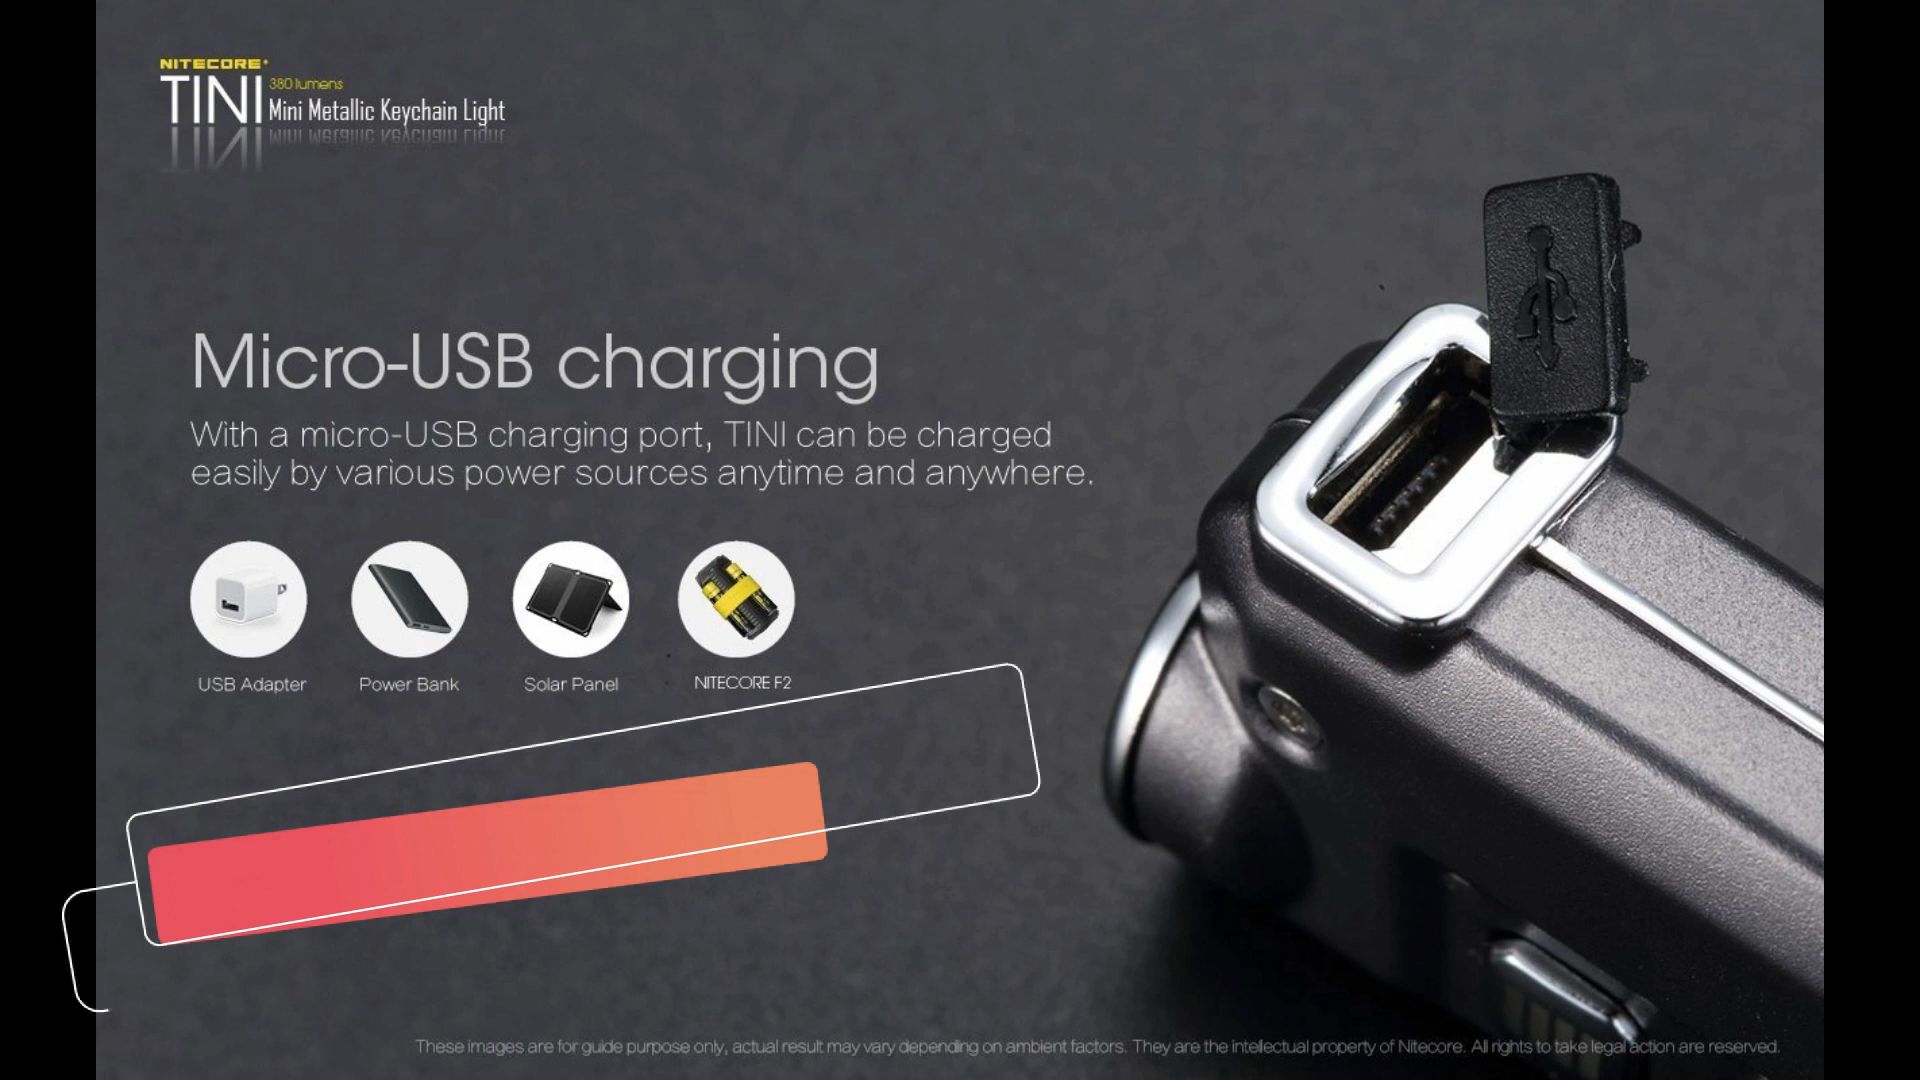 NITECORE
TINI
380 lumens
Mini Metallic Keychain Light
Micro-USB charging
With a micro-USB charging port, TINI can be charged
easily by various power sources anytime and anywhere.
USB Adapter
Power Bank
Solar Panel
NITECORE F2
These images are for guide purpose only, actual result may vary depending on ambient factors. They are the intellectual property of Nitecore. All rights to take legal action are reserved.